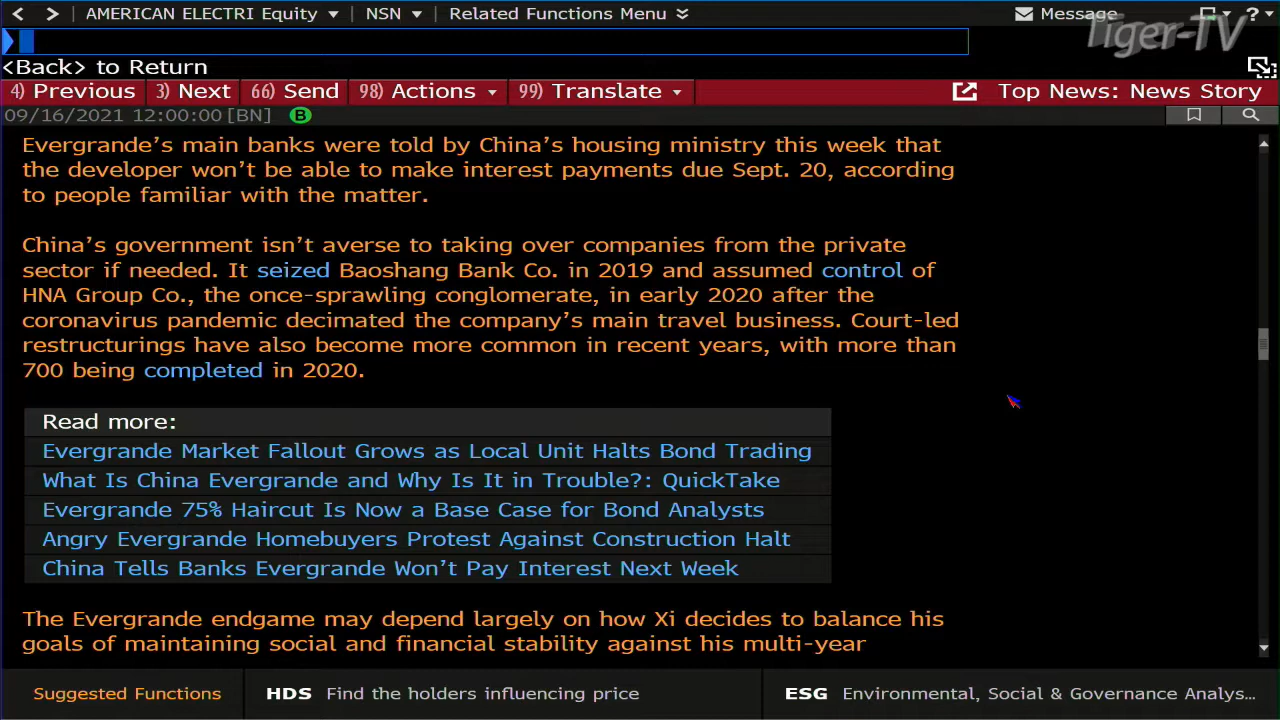 AMERICAN ELECTRI Equity NSN Related Functions Menu Message ?
Tiger-TV
<Back> to Return
4) Previous 3) Next 66) Send 98) Actions 99) Translate Top News: News Story
09/16/2021 12:00:00 [BN] B
Evergrande’s main banks were told by China’s housing ministry this week that
the developer won’t be able to make interest payments due Sept. 20, according
to people familiar with the matter.
China’s government isn’t averse to taking over companies from the private
sector if needed. It seized Baoshang Bank Co. in 2019 and assumed control of
HNA Group Co., the once-sprawling conglomerate, in early 2020 after the
coronavirus pandemic decimated the company’s main travel business. Court-led
restructurings have also become more common in recent years, with more than
700 being completed in 2020.
Read more:
Evergrande Market Fallout Grows as Local Unit Halts Bond Trading
What Is China Evergrande and Why Is It in Trouble?: QuickTake
Evergrande 75% Haircut Is Now a Base Case for Bond Analysts
Angry Evergrande Homebuyers Protest Against Construction Halt
China Tells Banks Evergrande Won’t Pay Interest Next Week
The Evergrande endgame may depend largely on how Xi decides to balance his
goals of maintaining social and financial stability against his multi-year
Suggested Functions HDS Find the holders influencing price ESG Environmental, Social & Governance Analys...